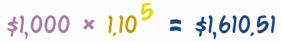 $1,000 × 1.10⁵ = $1,610.51